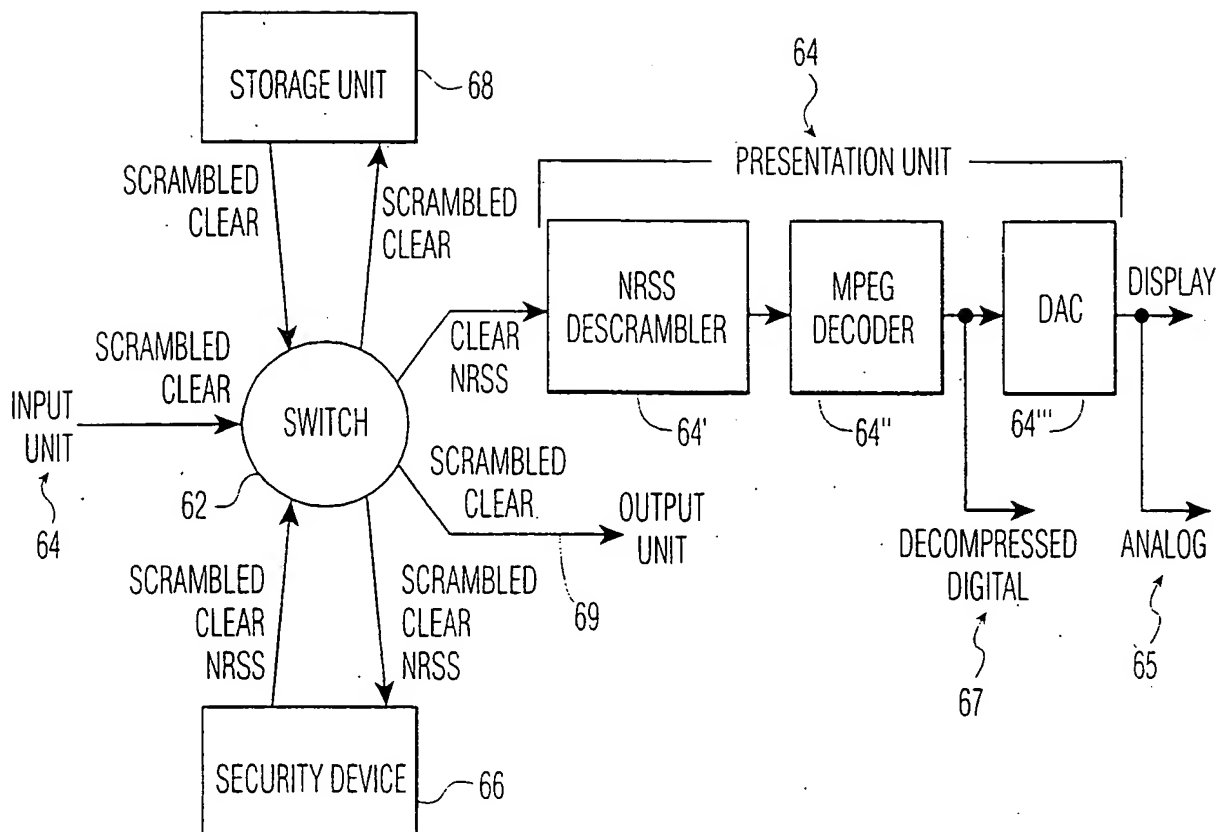 STORAGE UNIT
68
64
PRESENTATION UNIT
SCRAMBLED
CLEAR
SCRAMBLED
CLEAR
NRSS
DESCRAMBLER
MPEG
DECODER
DAC
DISPLAY
SCRAMBLED
CLEAR
CLEAR
NRSS
INPUT
UNIT
64
SWITCH
62
64'
64"
64'''
SCRAMBLED
CLEAR
OUTPUT
UNIT
69
DECOMPRESSED
DIGITAL
67
ANALOG
65
SCRAMBLED
CLEAR
NRSS
SCRAMBLED
CLEAR
NRSS
SECURITY DEVICE
66